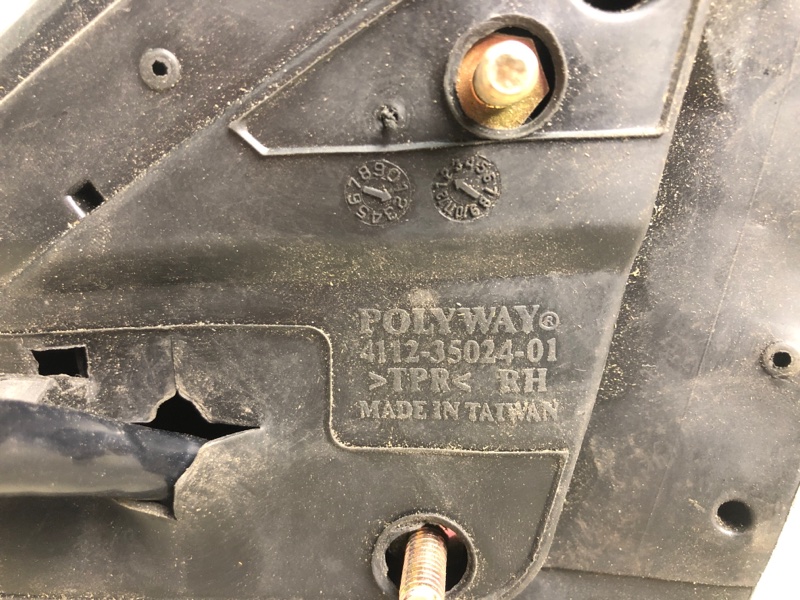 POLYWAY®
4112-35024-01
>TPR< RH
MADE IN TAIWAN